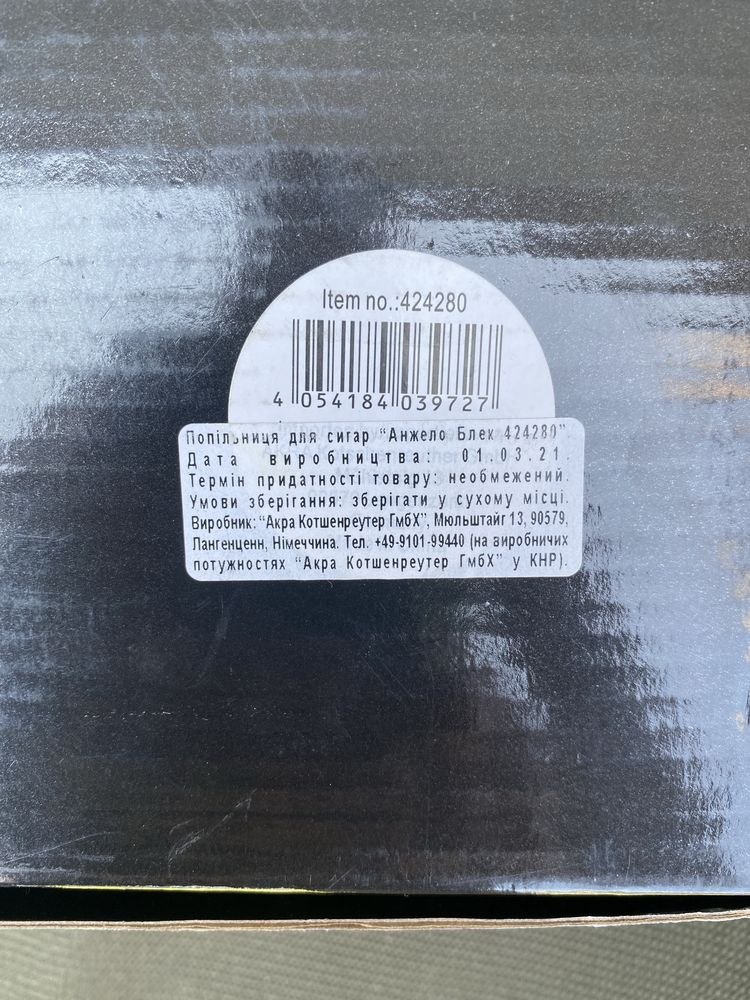 Item no.:424280
4 054184 039727
Попільниця для сигар “Анжело Блек 424280”.
Дата виробництва: 01.03.21.
Термін придатності товару: необмежений.
Умови зберігання: зберігати у сухому місці.
Виробник: “Акра Котшенреутер ГмбХ”, Мюльштайг 13, 90579,
Лангенценн, Німеччина. Тел. +49-9101-99440 (на виробничих
потужностях “Акра Котшенреутер ГмбХ” у КНР).